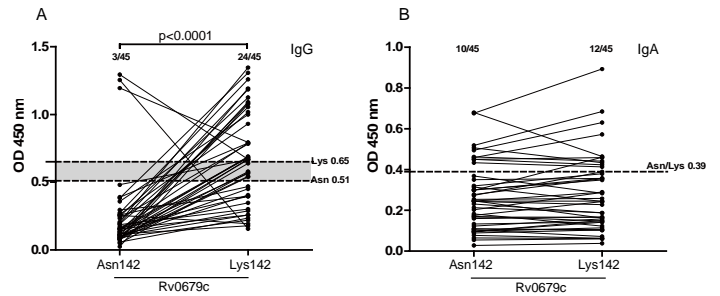 A
p<0.0001
3/45
24/45
IgG
OD 450 nm
1.5
1.0
0.5
0.0
Lys 0.65
Asn 0.51
Asn142
Lys142
Rv0679c
B
10/45
12/45
IgA
OD 450 nm
1.0
0.8
0.6
0.4
0.2
0.0
Asn/Lys 0.39
Asn142
Lys142
Rv0679c